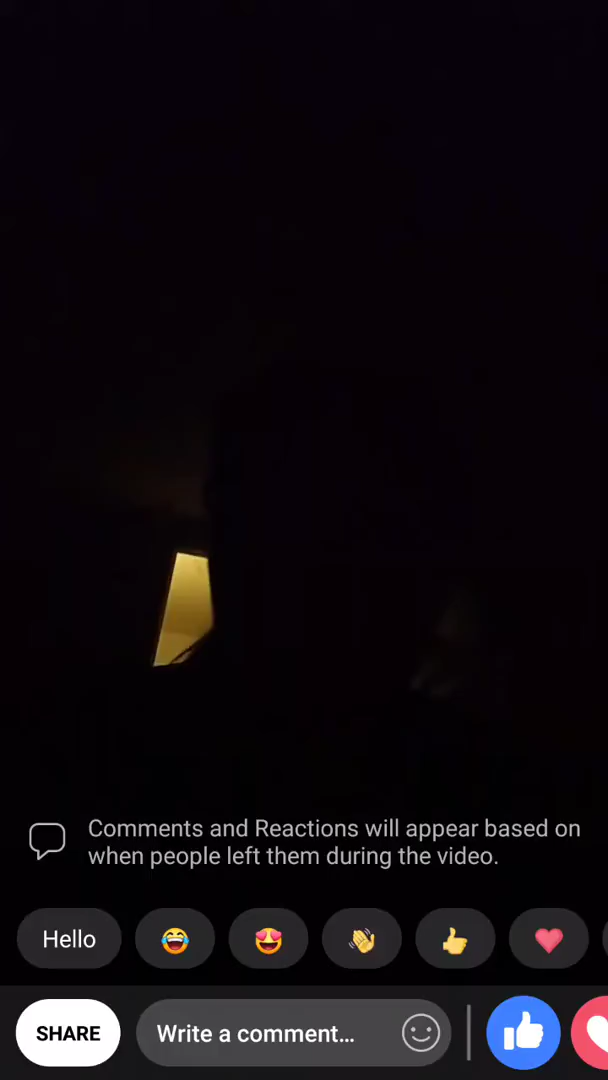 Comments and Reactions will appear based on
when people left them during the video.
Hello
SHARE
Write a comment...